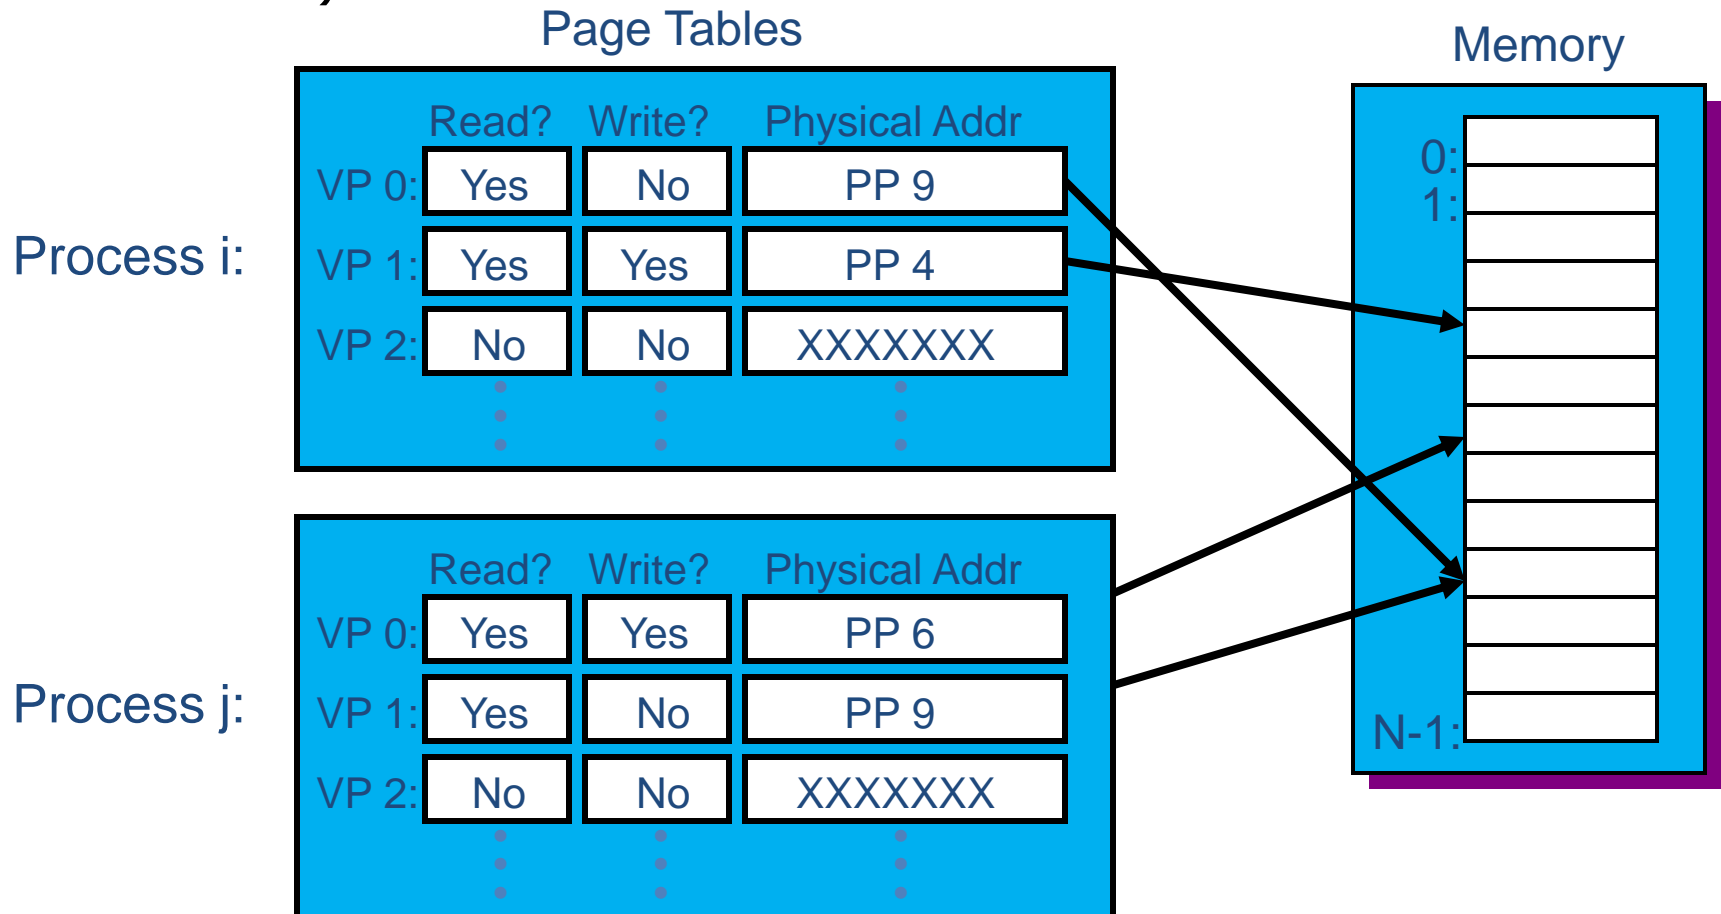 )
Page Tables
Memory
Process i:
Read? Write? Physical Addr
VP 0: Yes No PP 9
VP 1: Yes Yes PP 4
VP 2: No No XXXXXXX
Process j:
Read? Write? Physical Addr
VP 0: Yes Yes PP 6
VP 1: Yes No PP 9
VP 2: No No XXXXXXX
0:
1:
N-1: